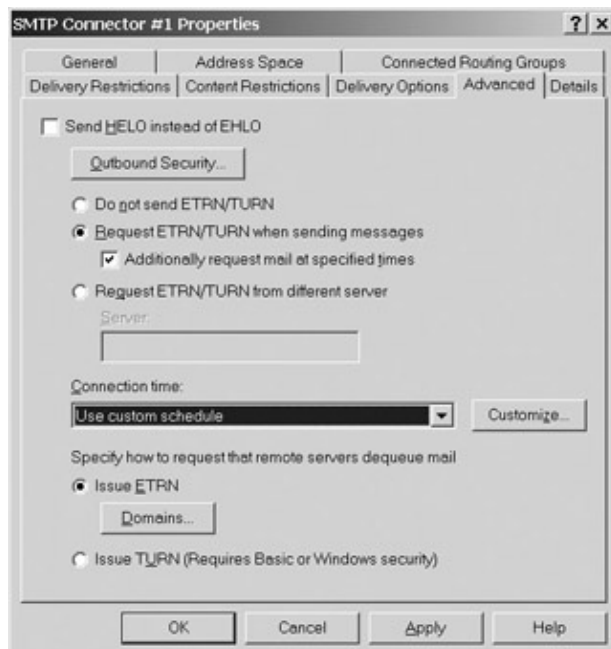 SMTP Connector #1 Properties
General Address Space Connected Routing Groups
Delivery Restrictions Content Restrictions Delivery Options Advanced Details
Send HELO instead of EHLO
Outbound Security...
Do not send ETRN/TURN
Request ETRN/TURN when sending messages
Additionally request mail at specified times
Request ETRN/TURN from different server
Server:
Connection time:
Use custom schedule
Customize...
Specify how to request that remote servers dequeue mail
Issue ETRN
Domains...
Issue TURN (Requires Basic or Windows security)
OK Cancel Apply Help